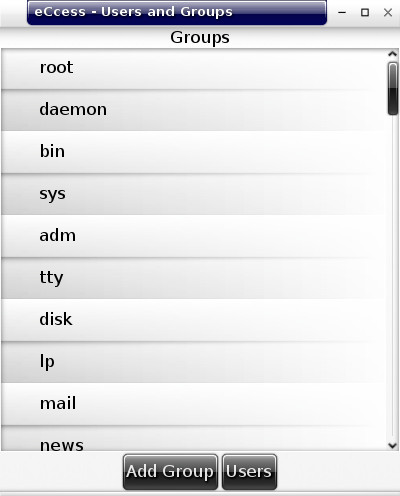 eCcess - Users and Groups
Groups
root
daemon
bin
sys
adm
tty
disk
lp
mail
news
Add Group Users